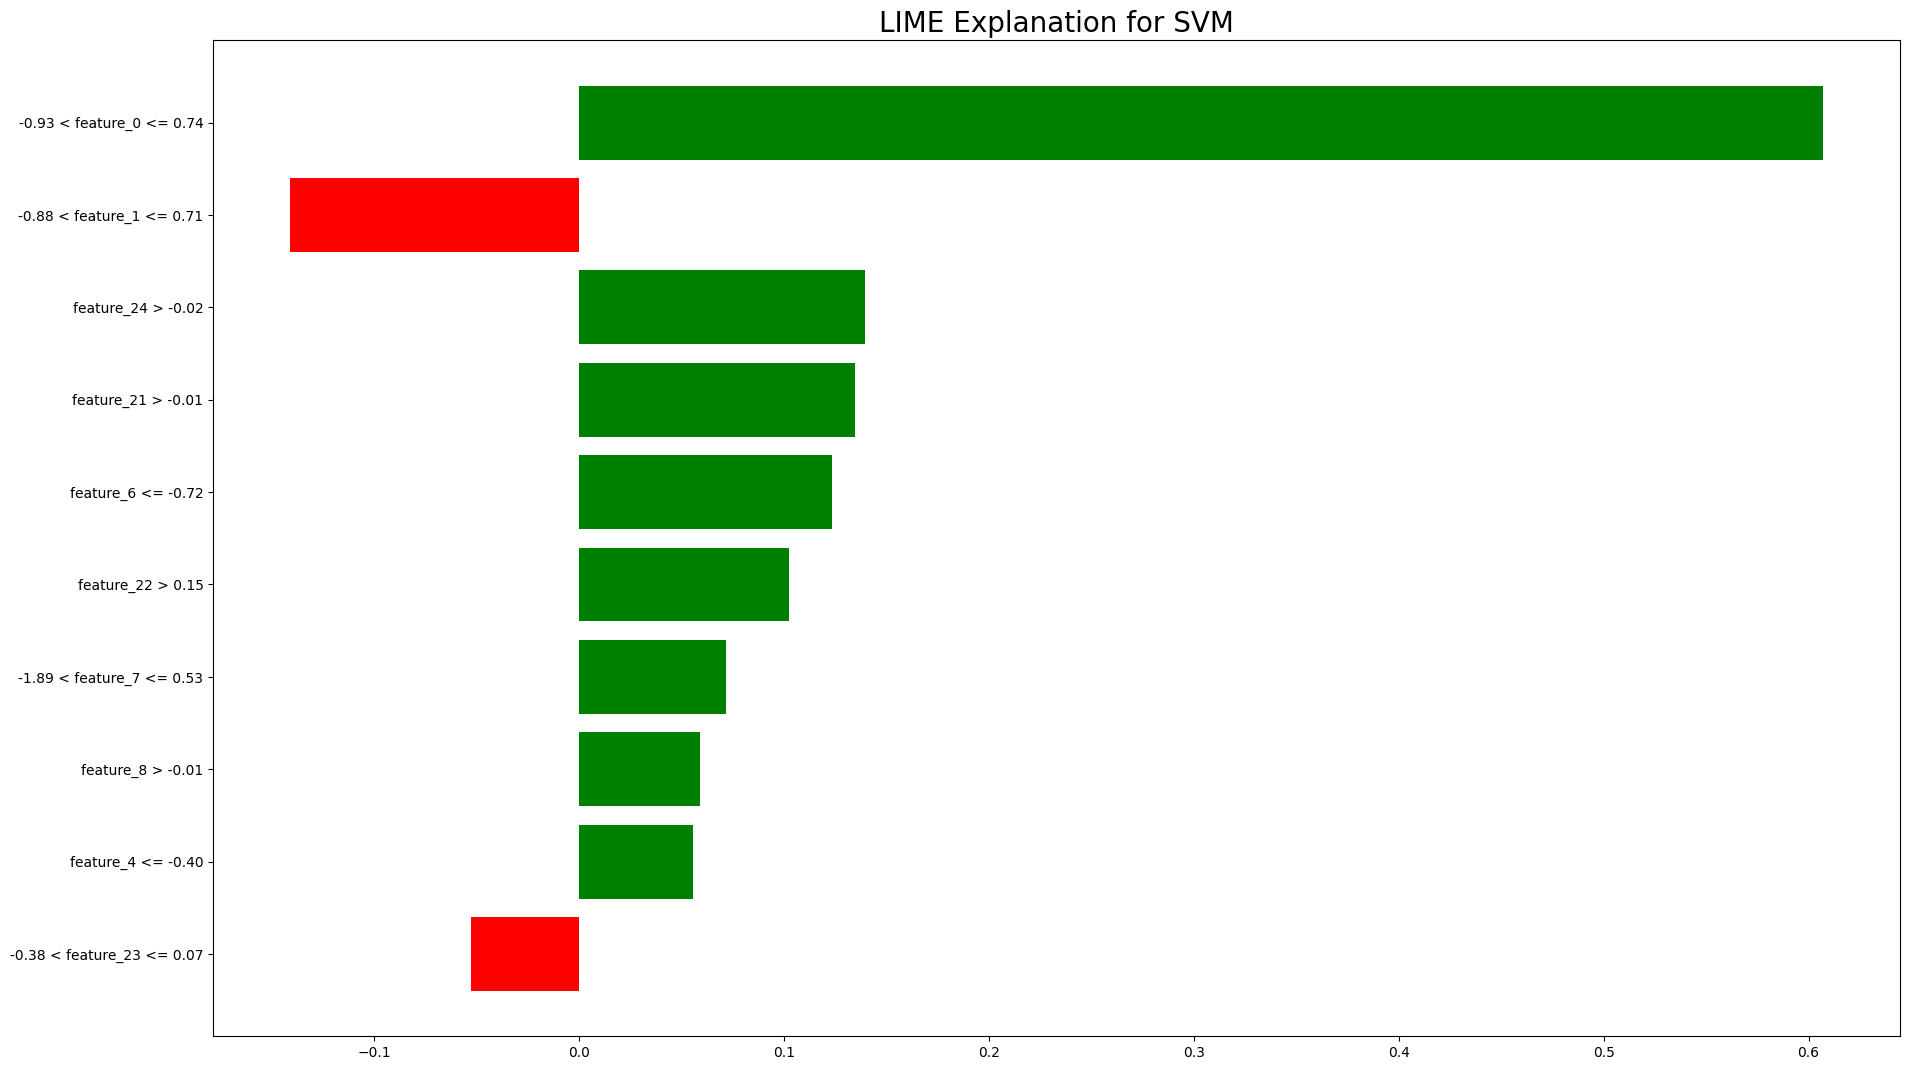 LIME Explanation for SVM
-0.93 < feature_0 <= 0.74
-0.88 < feature_1 <= 0.71
feature_24 > -0.02
feature_21 > -0.01
feature_6 <= -0.72
feature_22 > 0.15
-1.89 < feature_7 <= 0.53
feature_8 > -0.01
feature_4 <= -0.40
-0.38 < feature_23 <= 0.07
−0.1 0.0 0.1 0.2 0.3 0.4 0.5 0.6